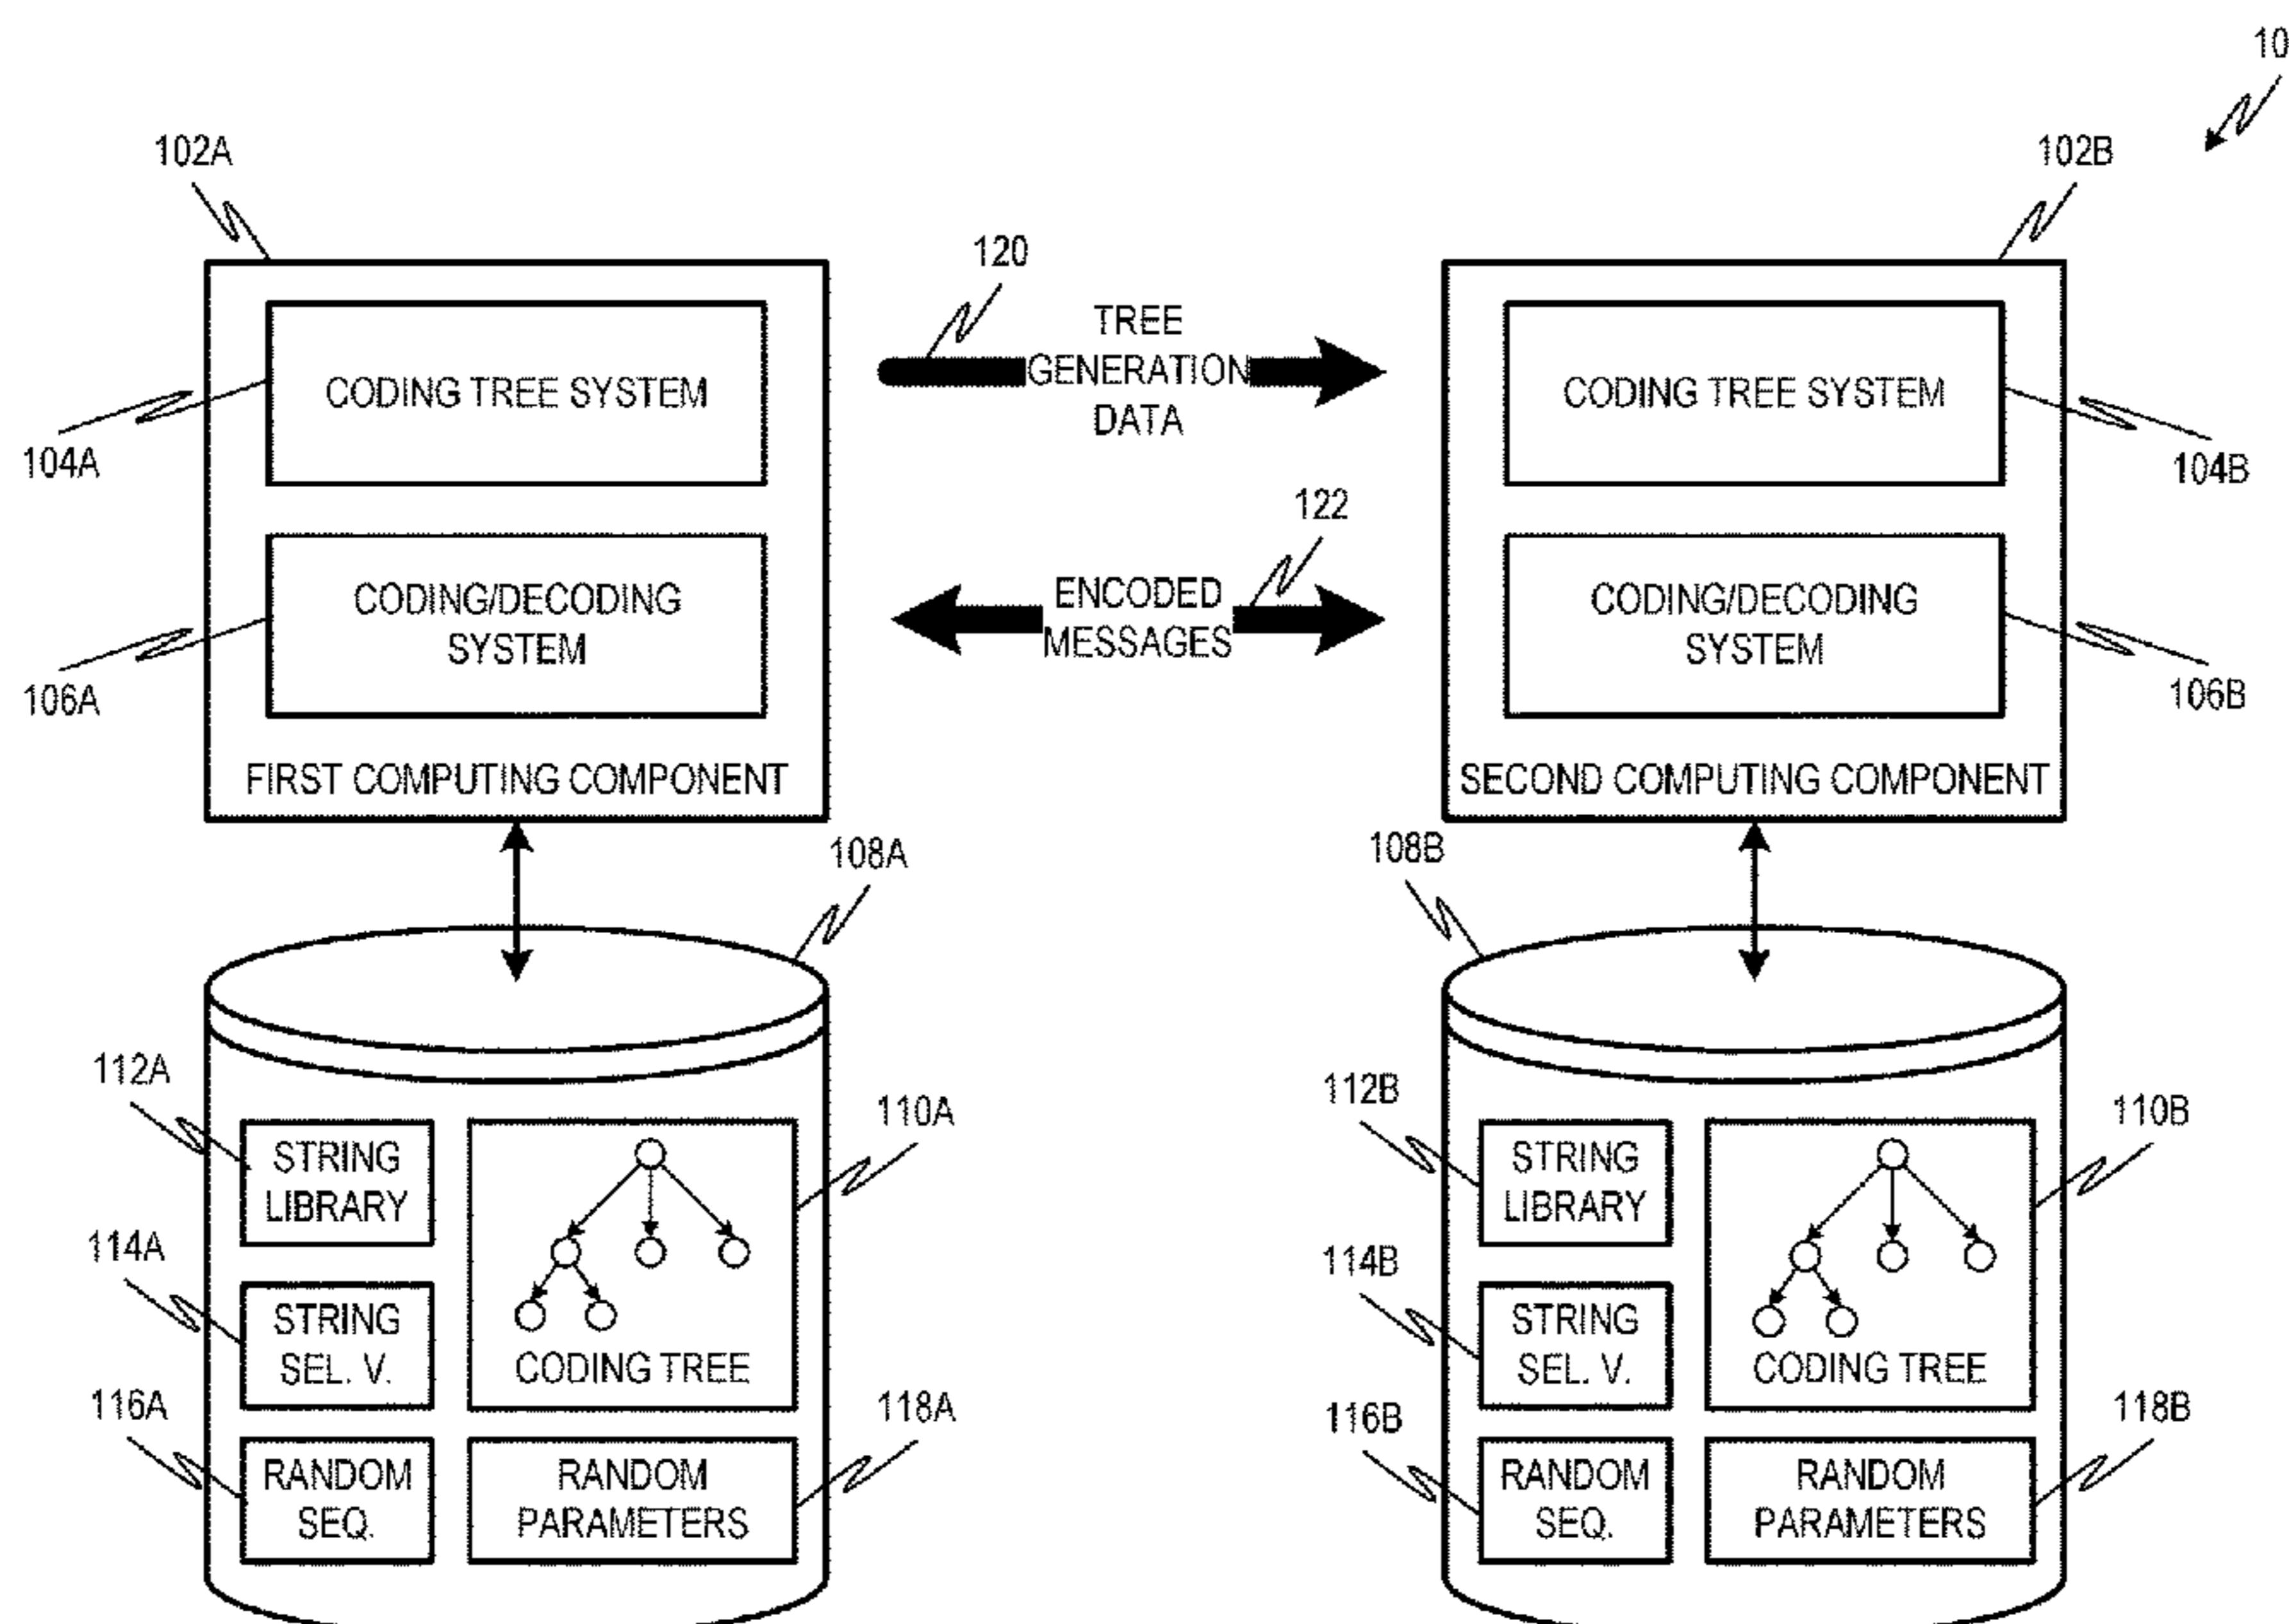 10
102A
102B
120
TREE
GENERATION
DATA
CODING TREE SYSTEM
CODING TREE SYSTEM
104A
104B
122
ENCODED
MESSAGES
CODING/DECODING
SYSTEM
CODING/DECODING
SYSTEM
106A
106B
FIRST COMPUTING COMPONENT
SECOND COMPUTING COMPONENT
108A
108B
112A
STRING
LIBRARY
110A
114A
STRING
SEL. V.
CODING TREE
116A
RANDOM
SEQ.
118A
RANDOM
PARAMETERS
112B
STRING
LIBRARY
110B
114B
STRING
SEL. V.
CODING TREE
116B
RANDOM
SEQ.
118B
RANDOM
PARAMETERS